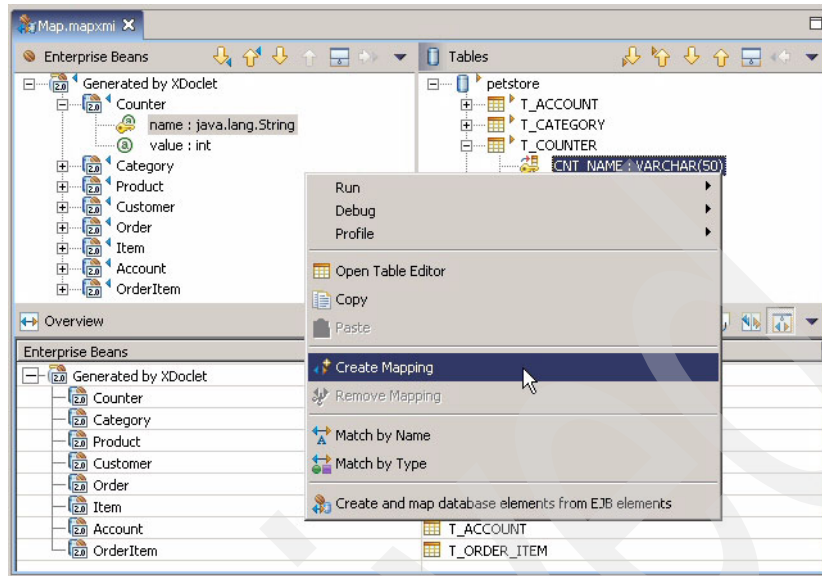 Map.mapxmi
Enterprise Beans
Generated by XDoclet
Counter
name : java.lang.String
value : int
Category
Product
Customer
Order
Item
Account
OrderItem
Tables
petstore
T_ACCOUNT
T_CATEGORY
T_COUNTER
CNT_NAME : VARCHAR(50)
Run
Debug
Profile
Open Table Editor
Copy
Paste
Create Mapping
Remove Mapping
Match by Name
Match by Type
Create and map database elements from EJB elements
Overview
Enterprise Beans
Generated by XDoclet
Counter
Category
Product
Customer
Order
Item
Account
T_ACCOUNT
OrderItem
T_ORDER_ITEM